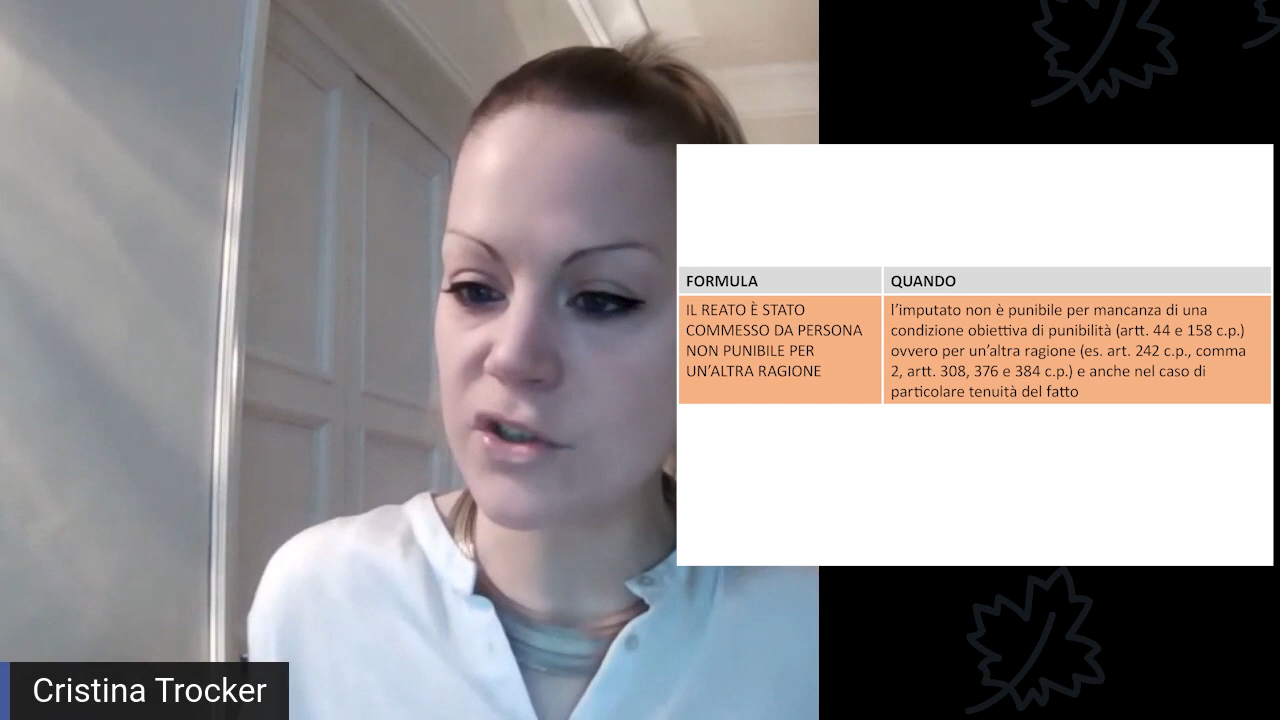 FORMULA
QUANDO
IL REATO È STATO
COMMESSO DA PERSONA
NON PUNIBILE PER
UN'ALTRA RAGIONE
l'imputato non è punibile per mancanza di una
condizione obiettiva di punibilità (artt. 44 e 158 c.p.)
ovvero per un'altra ragione (es. art. 242 c.p., comma
2, artt. 308, 376 e 384 c.p.) e anche nel caso di
particolare tenuità del fatto
Cristina Trocker